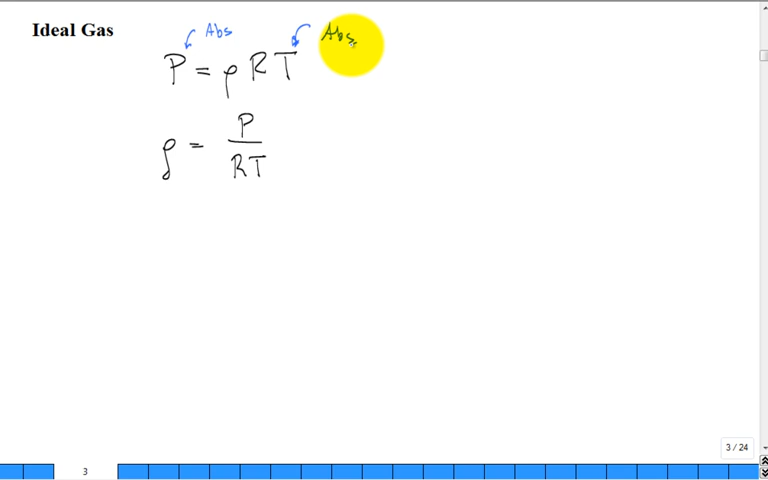 Ideal Gas
Abs
Abs.
P = ρ R T
ρ = P / RT
3 / 24
3